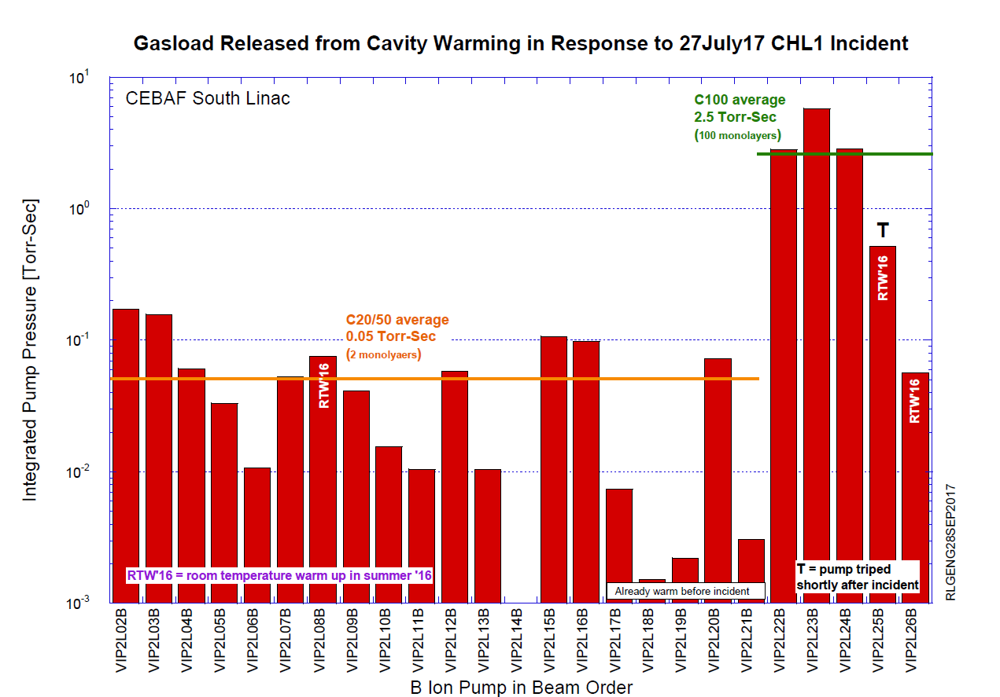 Gasload Released from Cavity Warming in Response to 27July17 CHL1 Incident
CEBAF South Linac
C100 average
2.5 Torr-Sec
(100 monolayers)
C20/50 average
0.05 Torr-Sec
(2 monolyaers)
T
RTW'16
RTW'16
RTW'16
RTW'16 = room temperature warm up in summer '16
Already warm before incident
T = pump triped
shortly after incident
10¹
10⁰
10⁻¹
10⁻²
10⁻³
Integrated Pump Pressure [Torr-Sec]
VIP2L02B
VIP2L03B
VIP2L04B
VIP2L05B
VIP2L06B
VIP2L07B
VIP2L08B
VIP2L09B
VIP2L10B
VIP2L11B
VIP2L12B
VIP2L13B
VIP2L14B
VIP2L15B
VIP2L16B
VIP2L17B
VIP2L18B
VIP2L19B
VIP2L20B
VIP2L21B
VIP2L22B
VIP2L23B
VIP2L24B
VIP2L25B
VIP2L26B
B Ion Pump in Beam Order
RLGENG28SEP2017